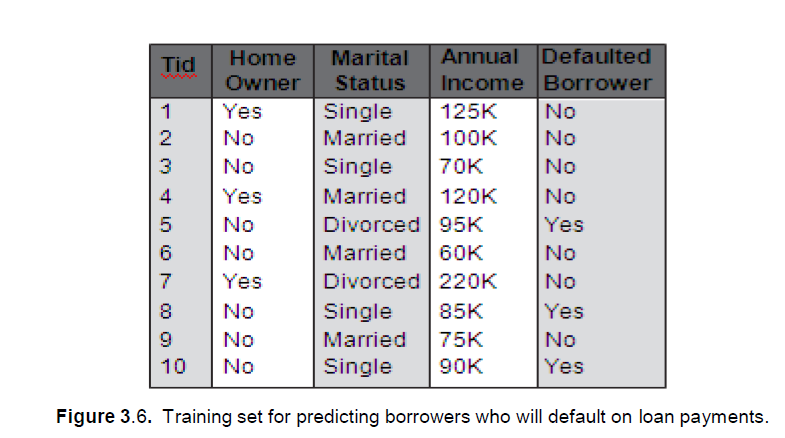 Tid Home Owner Marital Status Annual Income Defaulted Borrower
1 Yes Single 125K No
2 No Married 100K No
3 No Single 70K No
4 Yes Married 120K No
5 No Divorced 95K Yes
6 No Married 60K No
7 Yes Divorced 220K No
8 No Single 85K Yes
9 No Married 75K No
10 No Single 90K Yes
Figure 3.6. Training set for predicting borrowers who will default on loan payments.